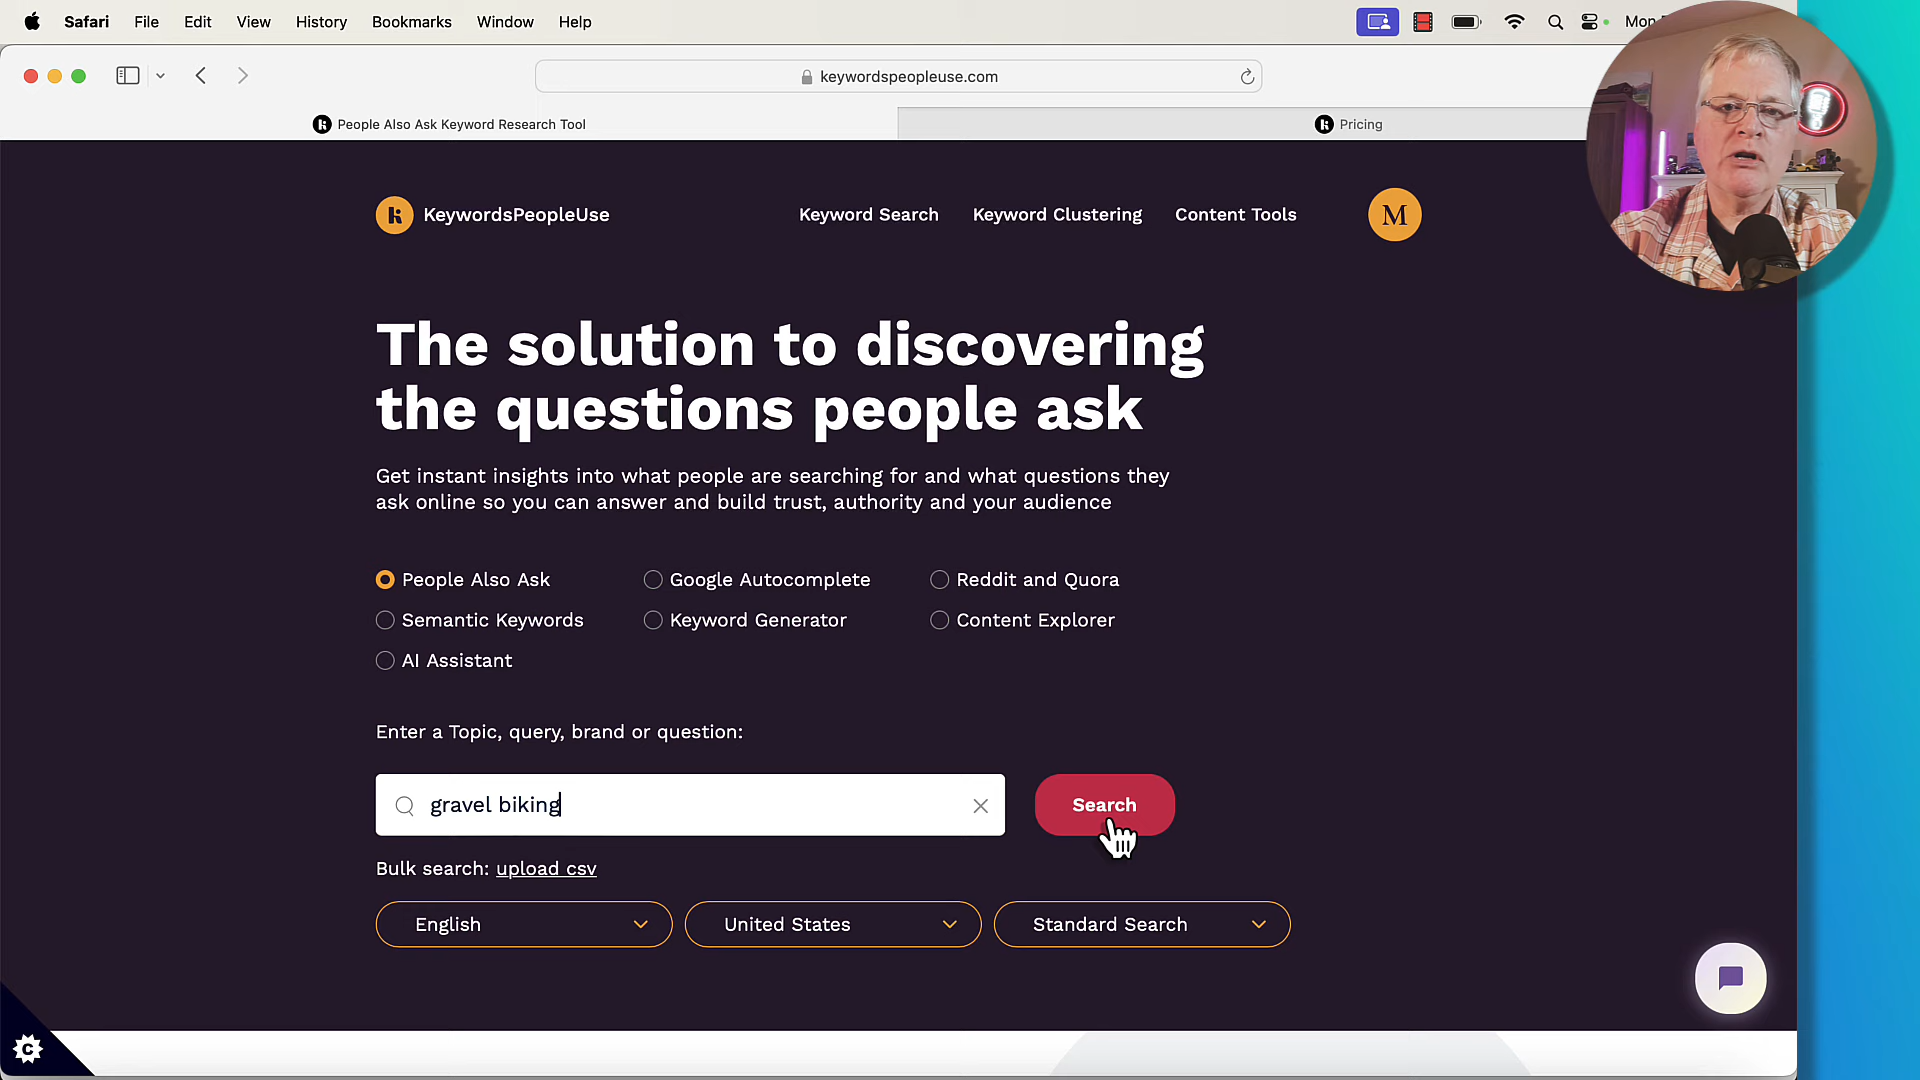 Safari File Edit View History Bookmarks Window Help Mon
keywordspeopleuse.com
People Also Ask Keyword Research Tool
Pricing
KeywordsPeopleUse
Keyword Search Keyword Clustering Content Tools M
The solution to discovering
the questions people ask
Get instant insights into what people are searching for and what questions they
ask online so you can answer and build trust, authority and your audience
People Also Ask Google Autocomplete Reddit and Quora
Semantic Keywords Keyword Generator Content Explorer
AI Assistant
Enter a Topic, query, brand or question:
gravel biking Search
Bulk search: upload csv
English United States Standard Search